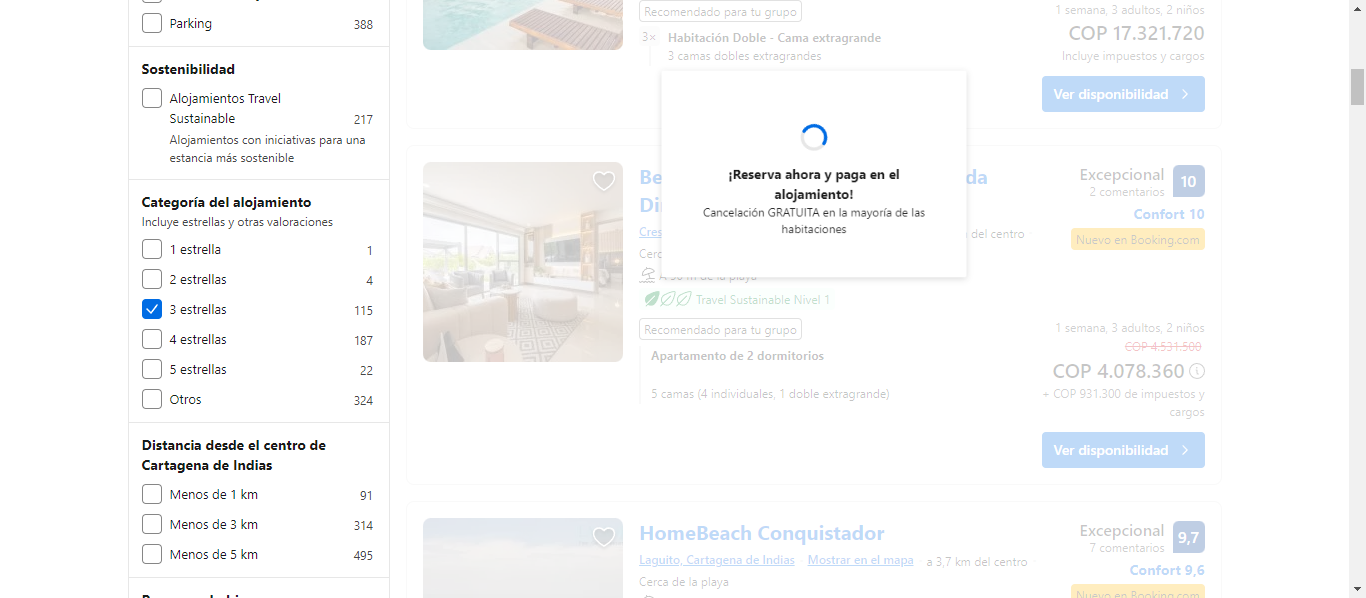 Parking
388
Sostenibilidad
Alojamientos Travel
Sustainable
217
Alojamientos con iniciativas para una
estancia más sostenible
Categoría del alojamiento
Incluye estrellas y otras valoraciones
1 estrella
1
2 estrellas
4
3 estrellas
115
4 estrellas
187
5 estrellas
22
Otros
324
Distancia desde el centro de
Cartagena de Indias
Menos de 1 km
91
Menos de 3 km
314
Menos de 5 km
495
Recomendado para tu grupo
3× Habitación Doble - Cama extragrande
3 camas dobles extragrandes
1 semana, 3 adultos, 2 niños
COP 17.321.720
Incluye impuestos y cargos
Ver disponibilidad
¡Reserva ahora y paga en el
alojamiento!
Cancelación GRATUITA en la mayoría de las
habitaciones
del centro
A 50 m de la playa
Travel Sustainable Nivel 1
Recomendado para tu grupo
Apartamento de 2 dormitorios
5 camas (4 individuales, 1 doble extragrande)
Excepcional
10
2 comentarios
Confort 10
Nuevo en Booking.com
1 semana, 3 adultos, 2 niños
COP 4.531.500
COP 4.078.360
+ COP 931.300 de impuestos y
cargos
Ver disponibilidad
HomeBeach Conquistador
Laguito, Cartagena de Indias
Mostrar en el mapa
a 3,7 km del centro
Cerca de la playa
Excepcional
9,7
7 comentarios
Confort 9,6
Nuevo en Booking.com